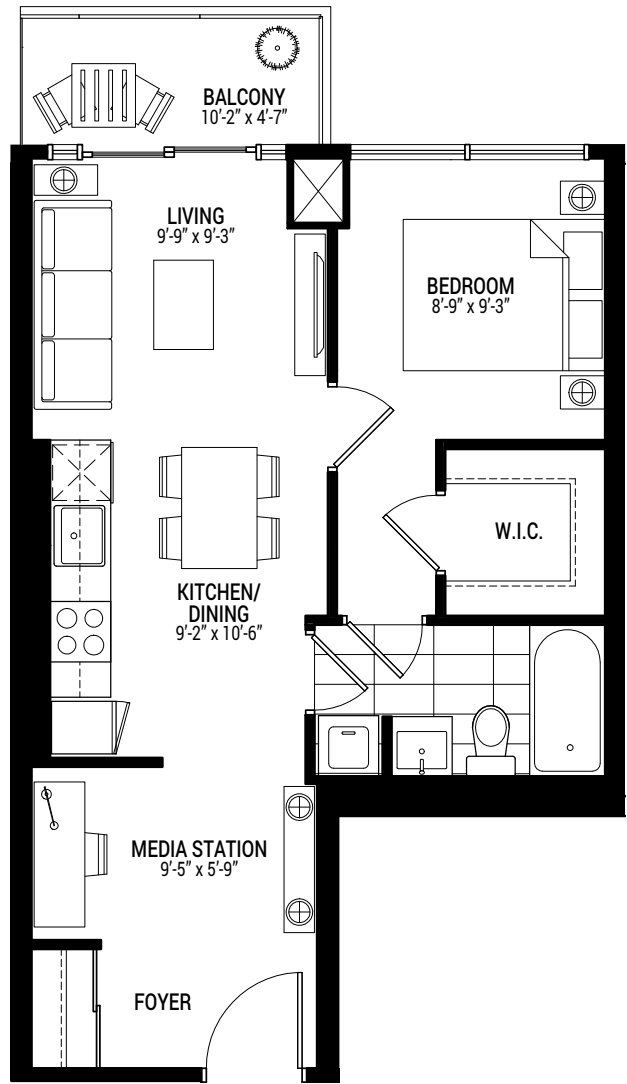 BALCONY
10'-2" x 4'-7"
LIVING
9'-9" x 9'-3"
BEDROOM
8'-9" x 9'-3"
W.I.C.
KITCHEN/
DINING
9'-2" x 10'-6"
MEDIA STATION
9'-5" x 5'-9"
FOYER